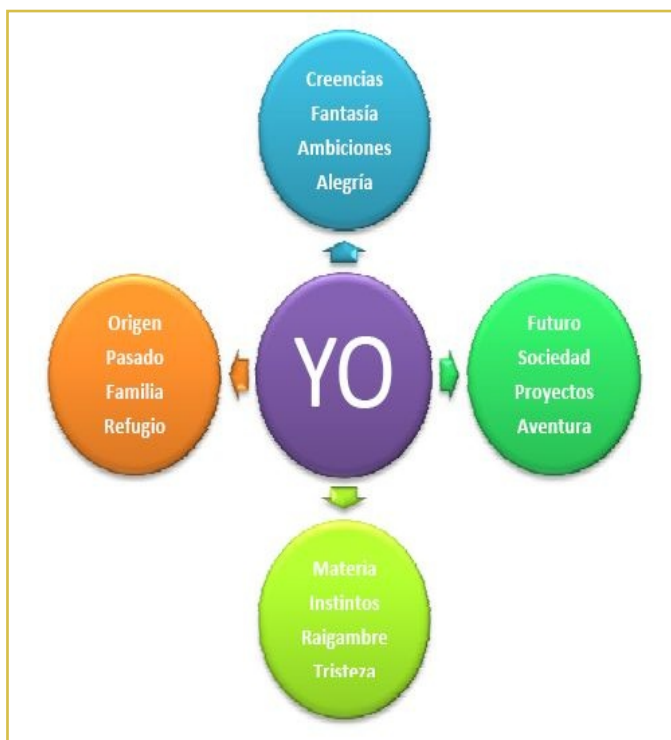 Creencias
Fantasía
Ambiciones
Alegría
Origen
Pasado
Familia
Refugio
YO
Futuro
Sociedad
Proyectos
Aventura
Materia
Instintos
Raigambre
Tristeza